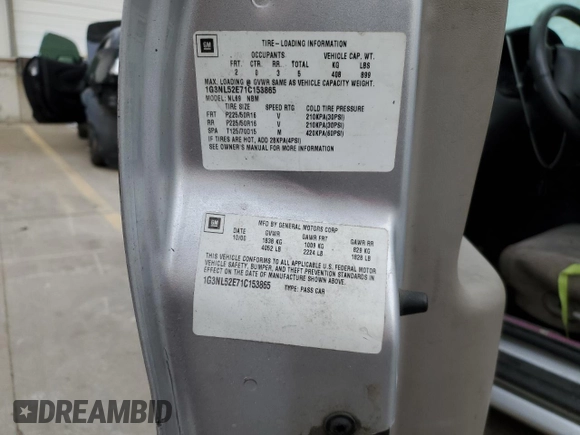 GM
TIRE-LOADING INFORMATION
OCCUPANTS VEHICLE CAP. WT.
FRT CTR. RR. TOTAL KG LBS
2 0 3 5 408 899
MAX. LOADING @ GVWR SAME AS VEHICLE CAPACITY WEIGHT.
1G3NL52E71C153865
MODEL: NL69 NBM
TIRE SIZE SPEED RTG COLD TIRE PRESSURE
FRT P225/50R16 V 210KPA(30PSI)
RR P225/50R16 V 210KPA(30PSI)
SPA T125/70D15 M 420KPA(60PSI)
IF TIRES ARE HOT, ADD 28KPA(4PSI)
SEE OWNER'S MANUAL FOR MORE INFORMATION
GM
MFD BY GENERAL MOTORS CORP
DATE GVWR GAWR FRT GAWR RR
10/00 1838 KG 1009 KG 829 KG
4052 LB 2224 LB 1828 LB
THIS VEHICLE CONFORMS TO ALL APPLICABLE U.S. FEDERAL MOTOR
VEHICLE SAFETY, BUMPER, AND THEFT PREVENTION STANDARDS IN
EFFECT ON THE DATE OF MANUFACTURE SHOWN ABOVE.
1G3NL52E71C153865 TYPE: PASS CAR
DREAMBID